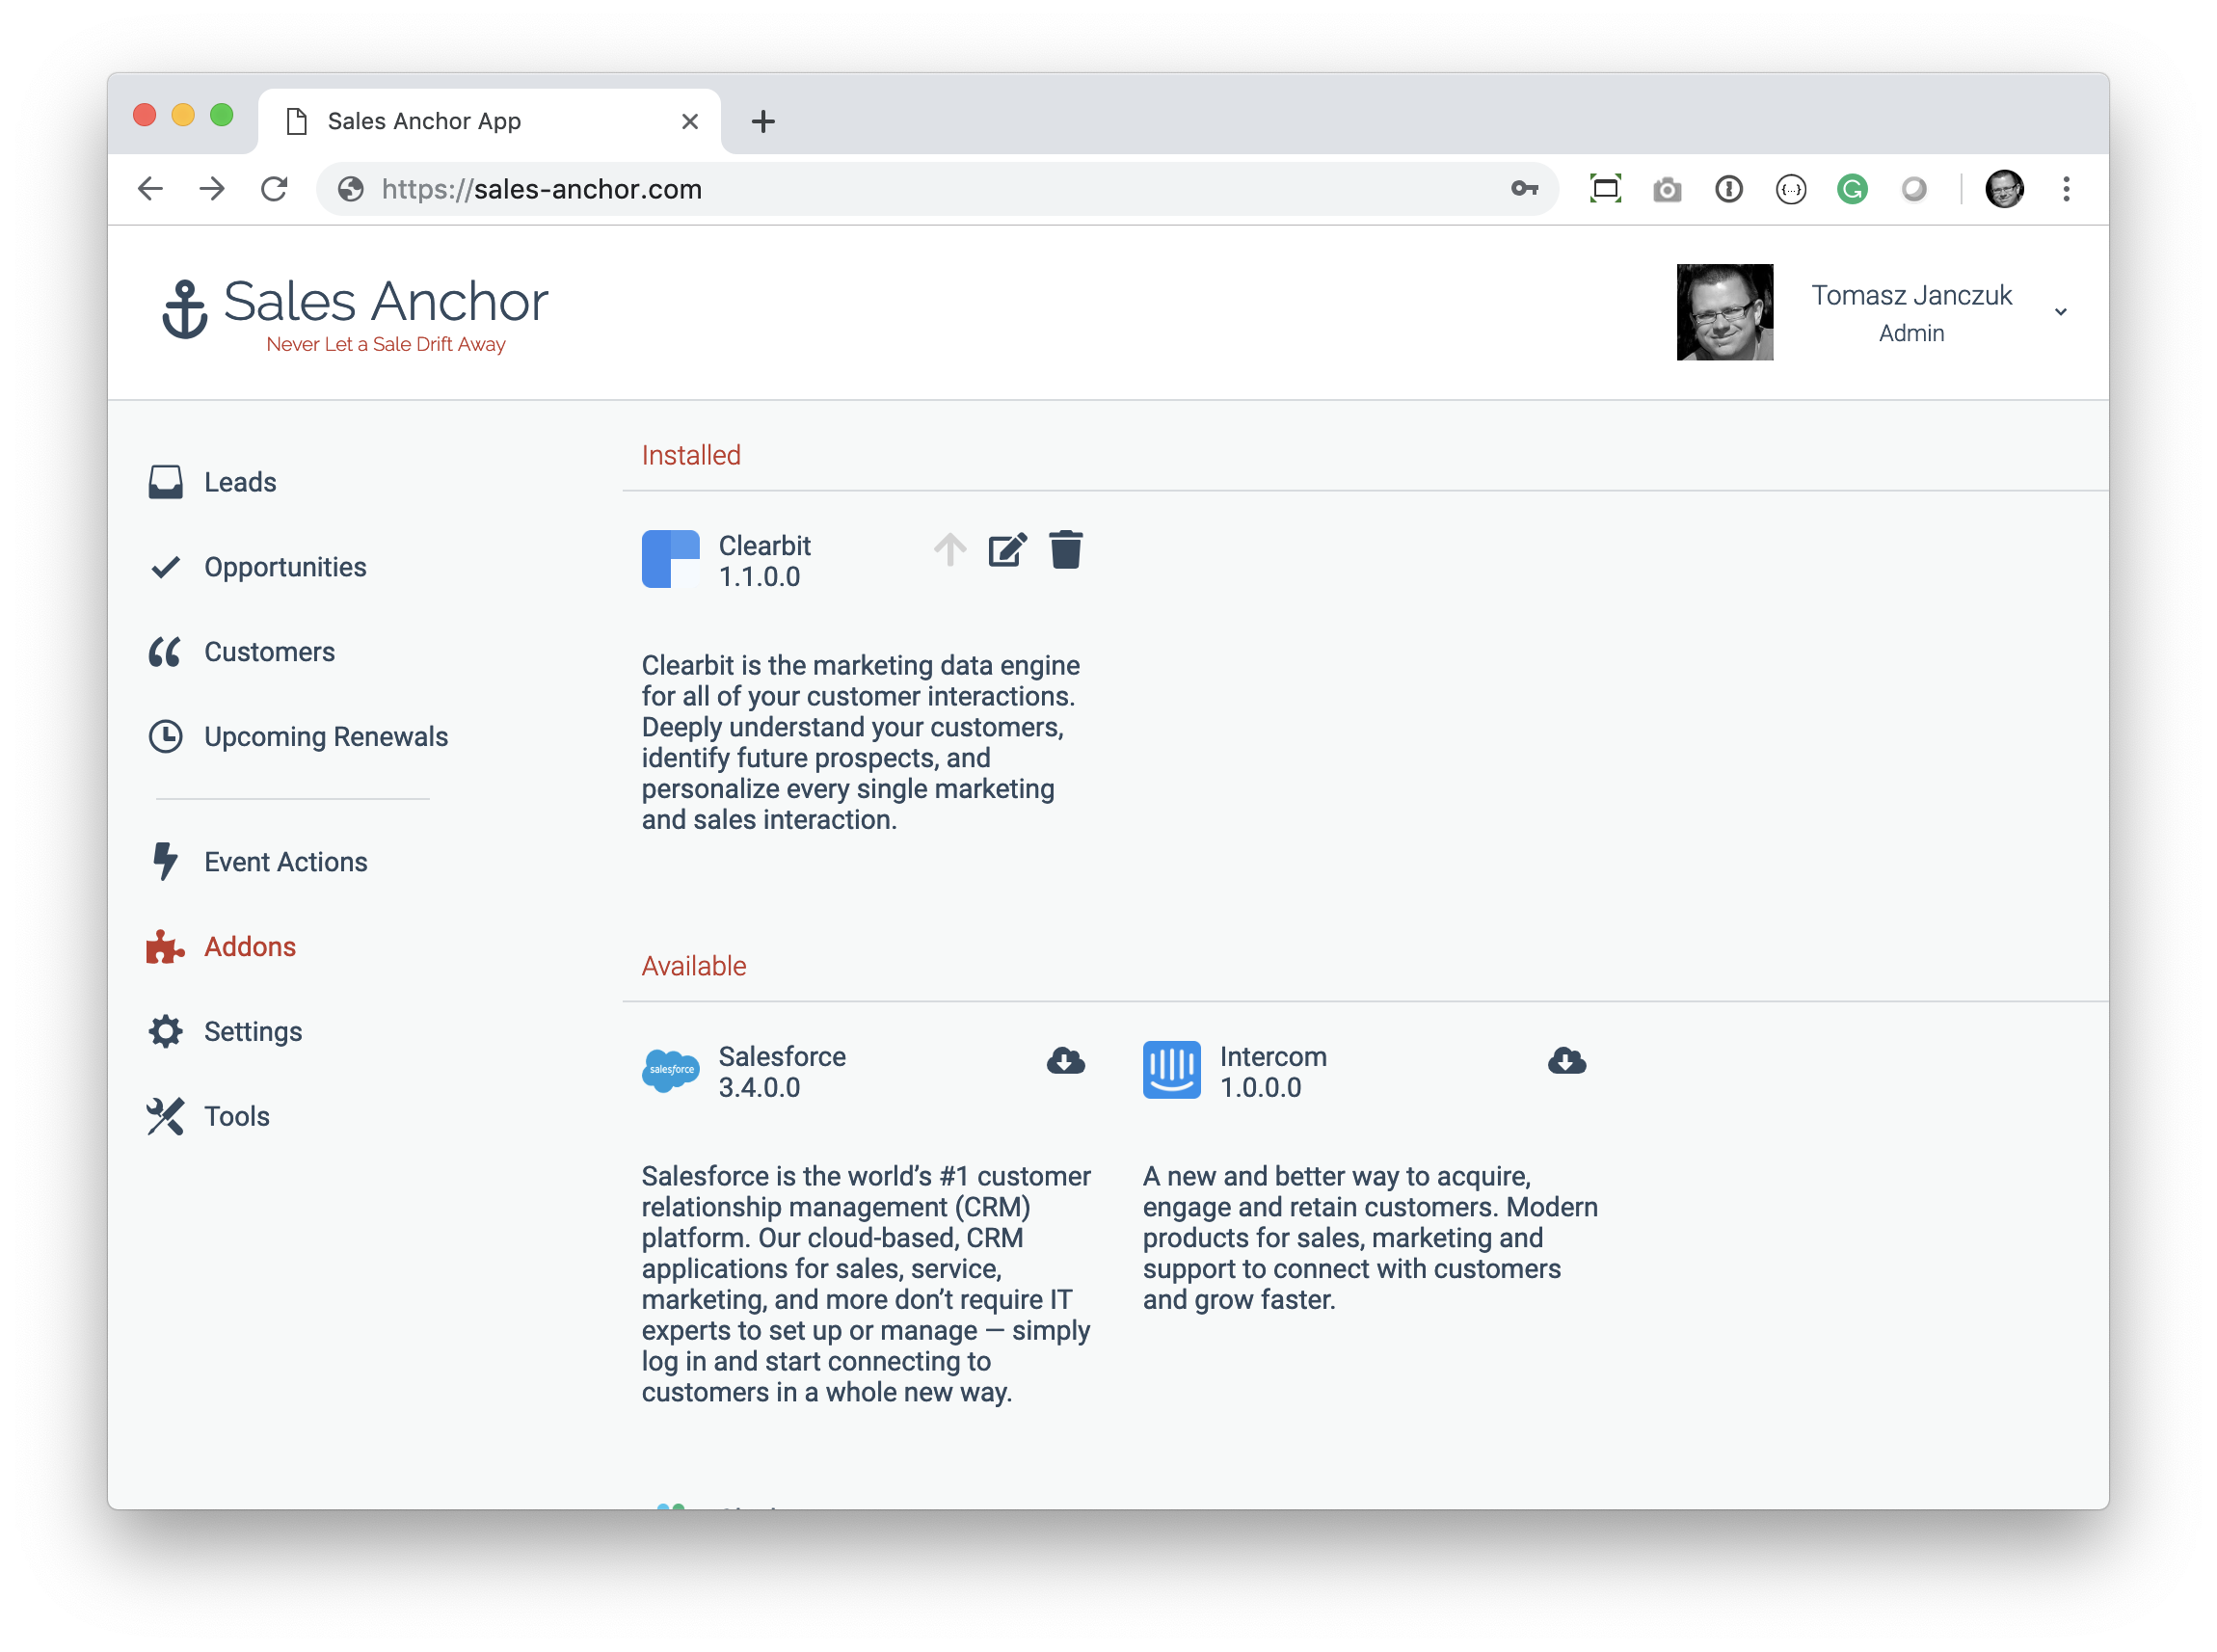 Sales Anchor App
https://sales-anchor.com
Sales Anchor
Never Let a Sale Drift Away
Tomasz Janczuk
Admin
Leads
Opportunities
Customers
Upcoming Renewals
Event Actions
Addons
Settings
Tools
Installed
Clearbit
1.1.0.0
Clearbit is the marketing data engine
for all of your customer interactions.
Deeply understand your customers,
identify future prospects, and
personalize every single marketing
and sales interaction.
Available
salesforce
Salesforce
3.4.0.0
Salesforce is the world’s #1 customer
relationship management (CRM)
platform. Our cloud-based, CRM
applications for sales, service,
marketing, and more don’t require IT
experts to set up or manage — simply
log in and start connecting to
customers in a whole new way.
Intercom
1.0.0.0
A new and better way to acquire,
engage and retain customers. Modern
products for sales, marketing and
support to connect with customers
and grow faster.